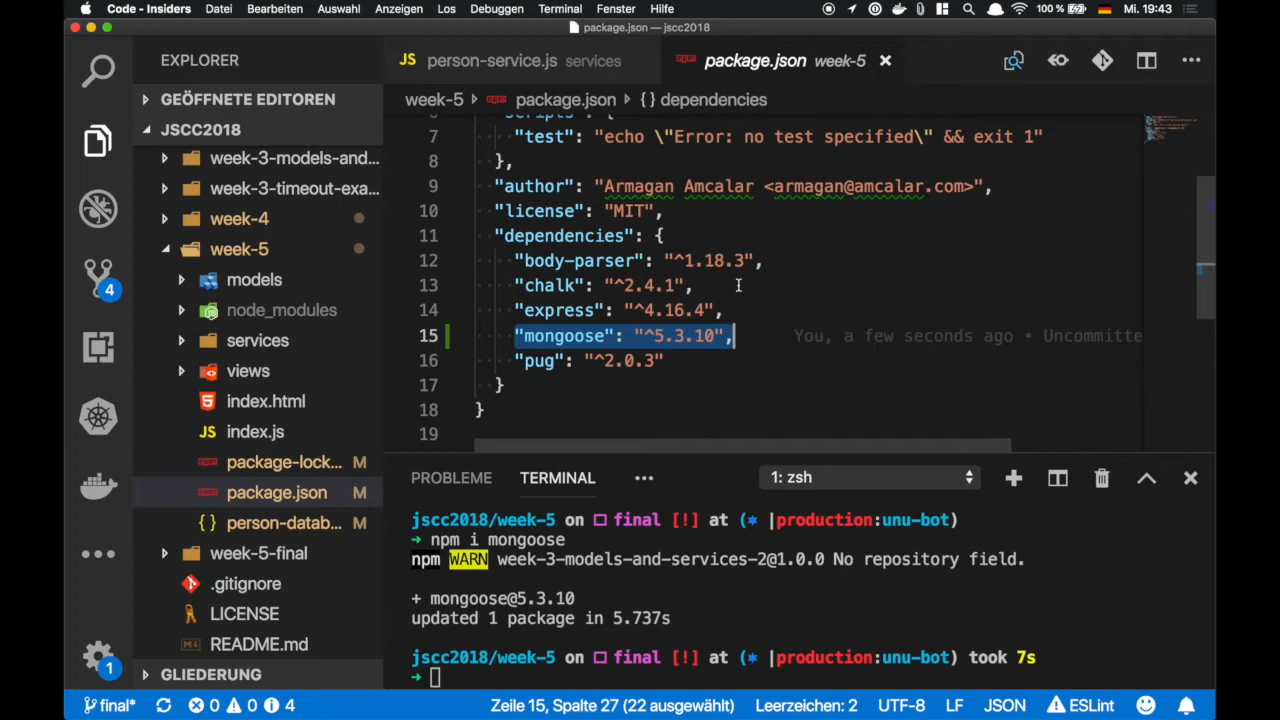 Code - Insiders Datei Bearbeiten Auswahl Anzeigen Los Debuggen Terminal Fenster Hilfe 100 % Mi. 19:43
package.json — jscc2018
EXPLORER
GEÖFFNETE EDITOREN
JSCC2018
week-3-models-and...
week-3-timeout-exa...
week-4
week-5
models
node_modules
services
views
index.html
JS index.js
package-lock... M
package.json M
{} person-datab... M
week-5-final
.gitignore
LICENSE
README.md
GLIEDERUNG
4
1
JS person-service.js services package.json week-5
week-5 package.json {} dependencies
6 "scripts": {
7 "test": "echo \"Error: no test specified\" && exit 1"
8 },
9 "author": "Armagan Amcalar <armagan@amcalar.com>",
10 "license": "MIT",
11 "dependencies": {
12 "body-parser": "^1.18.3",
13 "chalk": "^2.4.1",
14 "express": "^4.16.4",
15 "mongoose": "^5.3.10", You, a few seconds ago • Uncommitte
16 "pug": "^2.0.3"
17 }
18 }
19
PROBLEME TERMINAL ... 1: zsh
jscc2018/week-5 on final [!] at (* |production:unu-bot)
→ npm i mongoose
npm WARN week-3-models-and-services-2@1.0.0 No repository field.
+ mongoose@5.3.10
updated 1 package in 5.737s
jscc2018/week-5 on final [!] at (* |production:unu-bot) took 7s
→
final* 0 0 4 Zeile 15, Spalte 27 (22 ausgewählt) Leerzeichen: 2 UTF-8 LF JSON ESLint